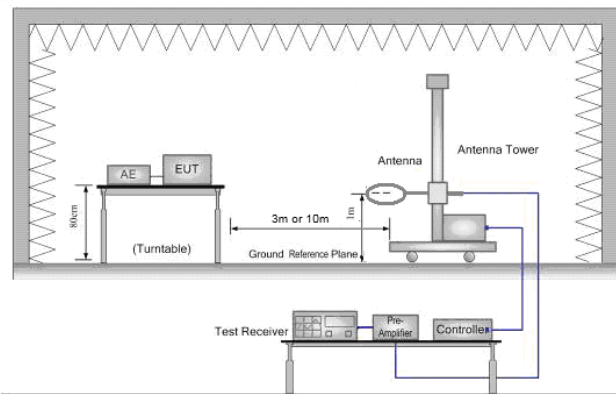 Antenna
Antenna Tower
AE
EUT
80cm
(Turntable)
3m or 10m
1m
Ground Reference Plane
Test Receiver
Pre-
Amplifier
Controller